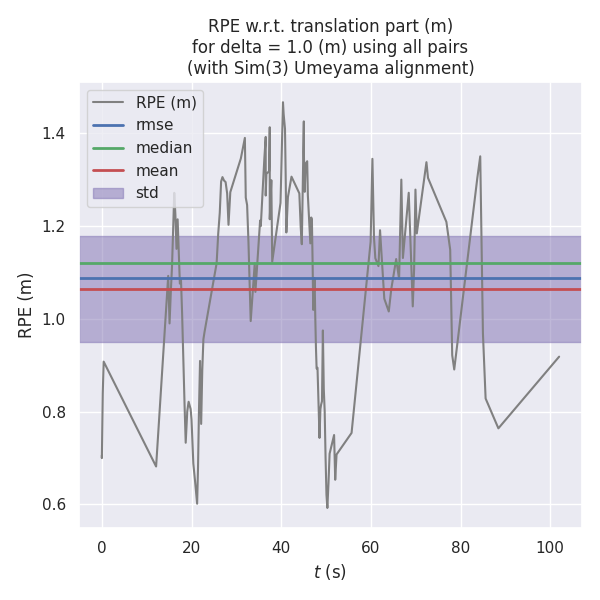 RPE w.r.t. translation part (m)
for delta = 1.0 (m) using all pairs
(with Sim(3) Umeyama alignment)
RPE (m)
rmse
median
mean
std
1.4
1.2
1.0
0.8
0.6
RPE (m)
0 20 40 60 80 100
t (s)